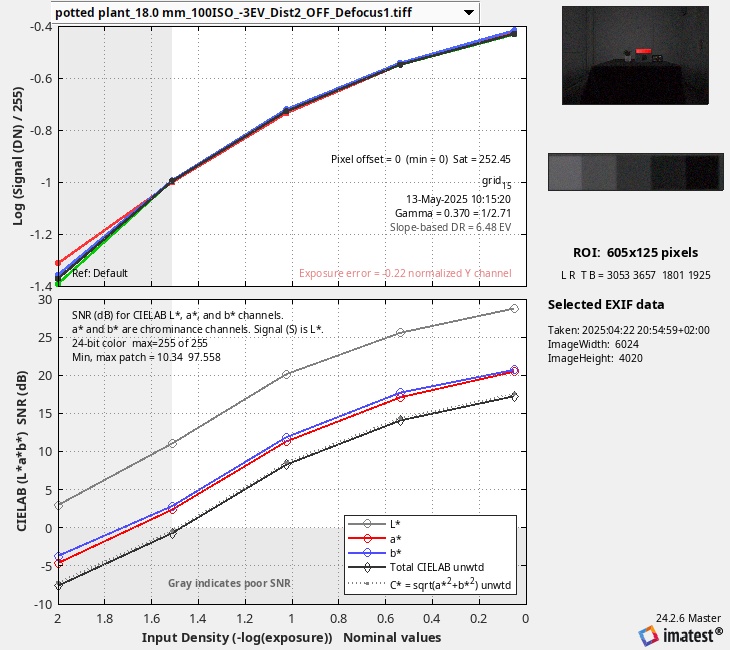 potted plant_18.0 mm_100ISO_-3EV_Dist2_OFF_Defocus1.tiff
-0.4
-0.6
-0.8
-1
-1.2
-1.4
Log (Signal (DN) / 255)
Pixel offset = 0 (min = 0) Sat = 252.45
grid_15
13-May-2025 10:15:20
Gamma = 0.370 = 1/2.71
Slope-based DR = 6.48 EV
Ref: Default
Exposure error = -0.22 normalized Y channel
30
25
20
15
10
5
0
-5
-10
CIELAB (L*a*b*) SNR (dB)
SNR (dB) for CIELAB L*, a*, and b* channels.
a* and b* are chrominance channels. Signal (S) is L*.
24-bit color max=255 of 255
Min, max patch = 10.34 97.558
L*
a*
b*
Total CIELAB unwtd
C* = sqrt(a*2+b*2) unwtd
Gray indicates poor SNR
2 1.8 1.6 1.4 1.2 1 0.8 0.6 0.4 0.2 0
Input Density (-log(exposure)) Nominal values
ROI: 605x125 pixels
L R T B = 3053 3657 1801 1925
Selected EXIF data
Taken: 2025:04:22 20:54:59+02:00
ImageWidth: 6024
ImageHeight: 4020
24.2.6 Master
imatest®